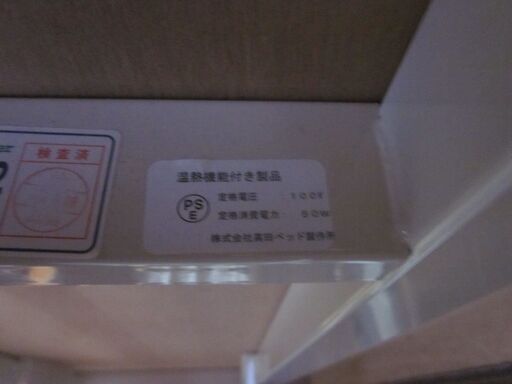 検査済
温熱機能付き製品
PS
E
定格電圧 : 100V
定格消費電力 : 90W
株式会社高田ベッド製作所